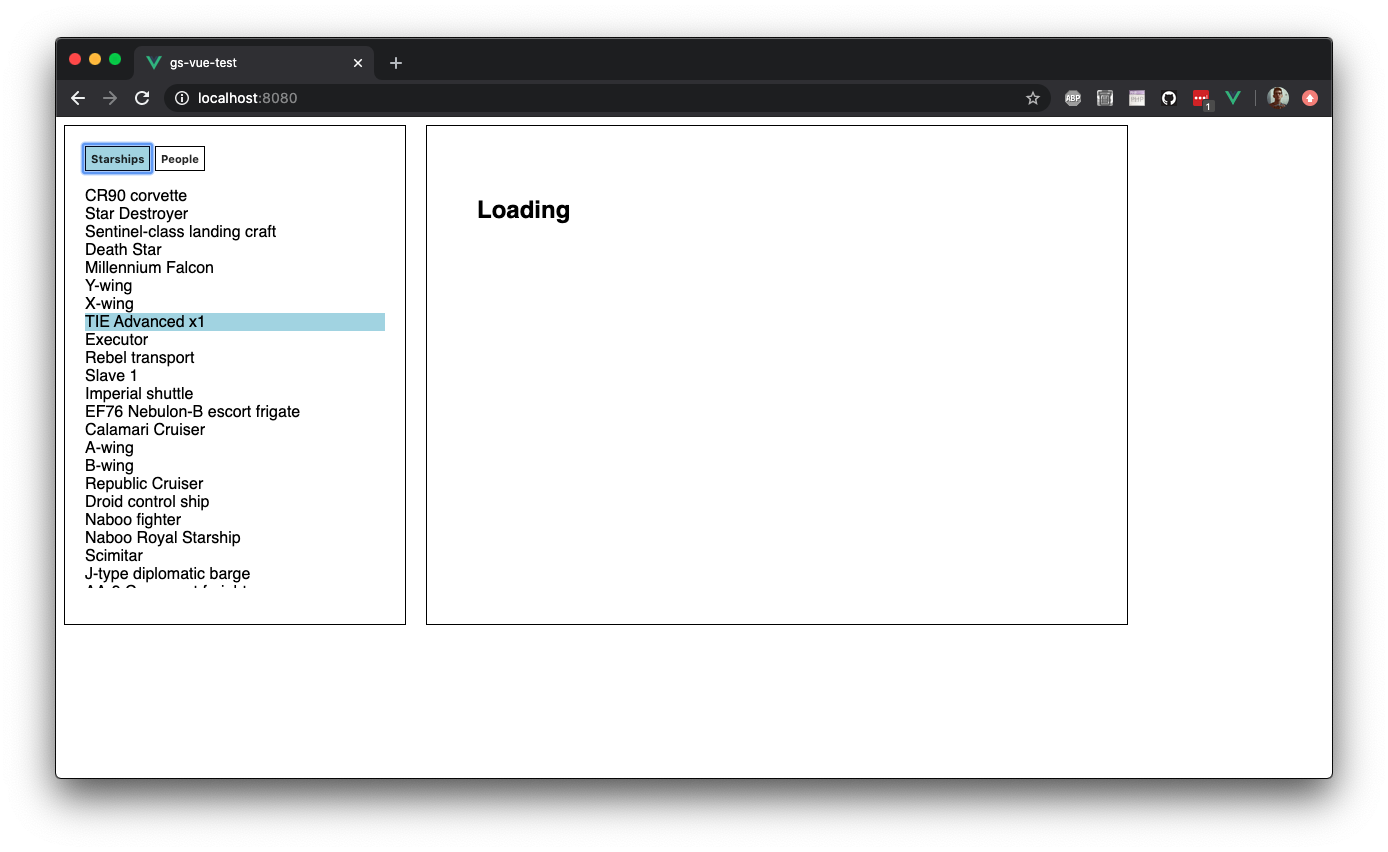 gs-vue-test
localhost:8080
ABP
1
Starships
People
CR90 corvette
Star Destroyer
Sentinel-class landing craft
Death Star
Millennium Falcon
Y-wing
X-wing
TIE Advanced x1
Executor
Rebel transport
Slave 1
Imperial shuttle
EF76 Nebulon-B escort frigate
Calamari Cruiser
A-wing
B-wing
Republic Cruiser
Droid control ship
Naboo fighter
Naboo Royal Starship
Scimitar
J-type diplomatic barge
Loading